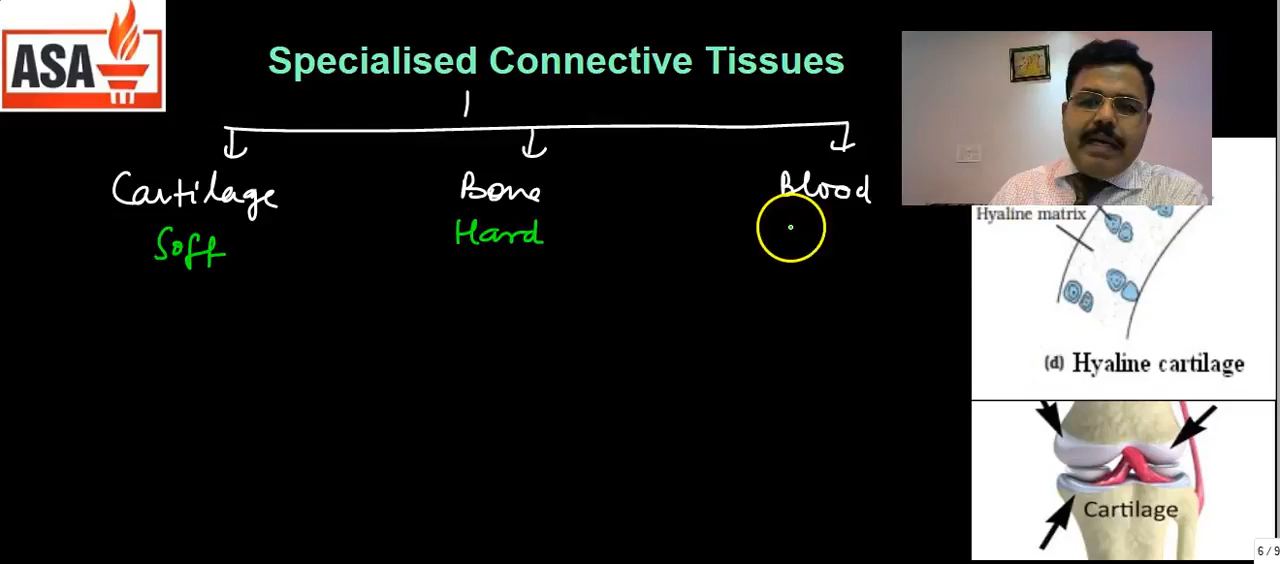 ASA
Specialised Connective Tissues
Cartilage
Bone
Blood
Soft
Hard
Hyaline matrix
(d) Hyaline cartilage
Cartilage
6 / 9